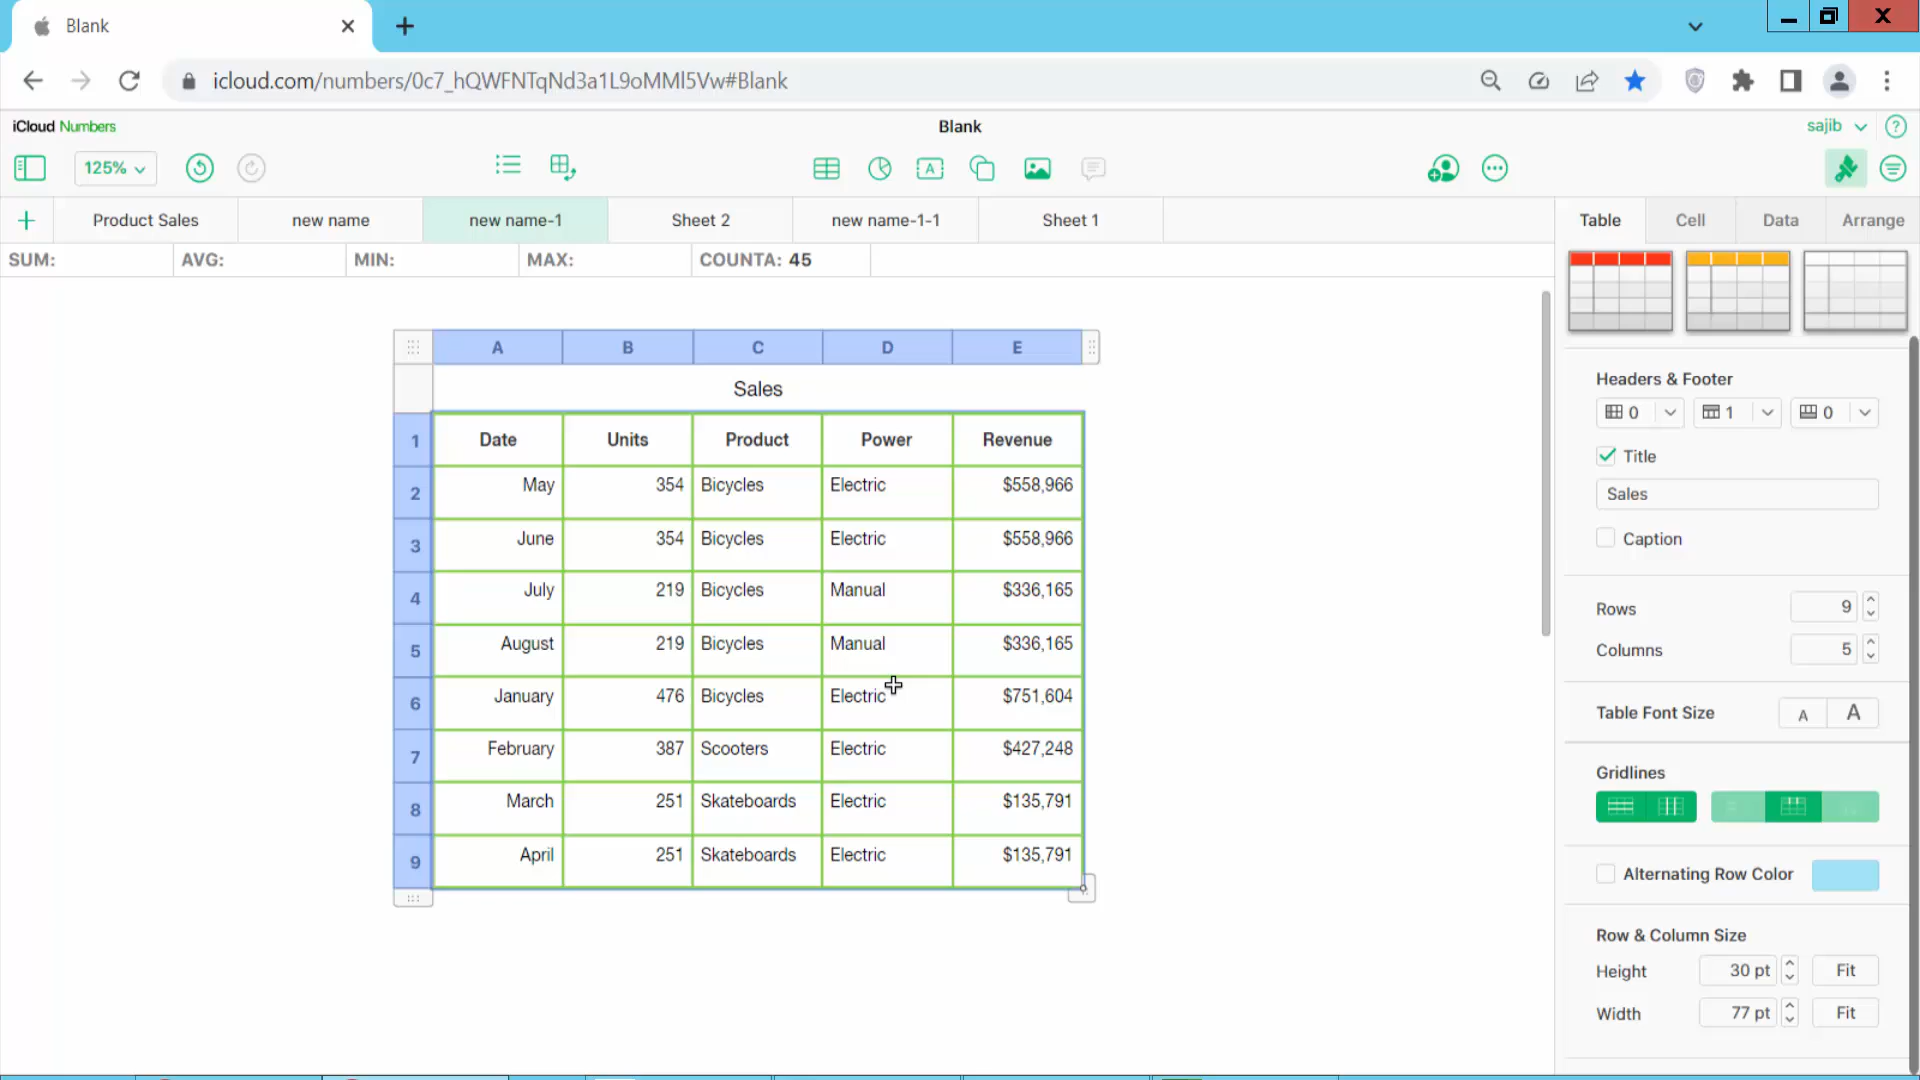 Blank
icloud.com/numbers/0c7_hQWFNTqNd3a1L9oMMl5Vw#Blank
iCloud Numbers
Blank
sajib
125%
Product Sales
new name
new name-1
Sheet 2
new name-1-1
Sheet 1
Table
Cell
Data
Arrange
SUM:
AVG:
MIN:
MAX:
COUNTA: 45
A B C D E
Sales
1 Date Units Product Power Revenue
2 May 354 Bicycles Electric $558,966
3 June 354 Bicycles Electric $558,966
4 July 219 Bicycles Manual $336,165
5 August 219 Bicycles Manual $336,165
6 January 476 Bicycles Electric $751,604
7 February 387 Scooters Electric $427,248
8 March 251 Skateboards Electric $135,791
9 April 251 Skateboards Electric $135,791
Headers & Footer
0 1 0
Title
Sales
Caption
Rows 9
Columns 5
Table Font Size A A
Gridlines
Alternating Row Color
Row & Column Size
Height 30 pt Fit
Width 77 pt Fit